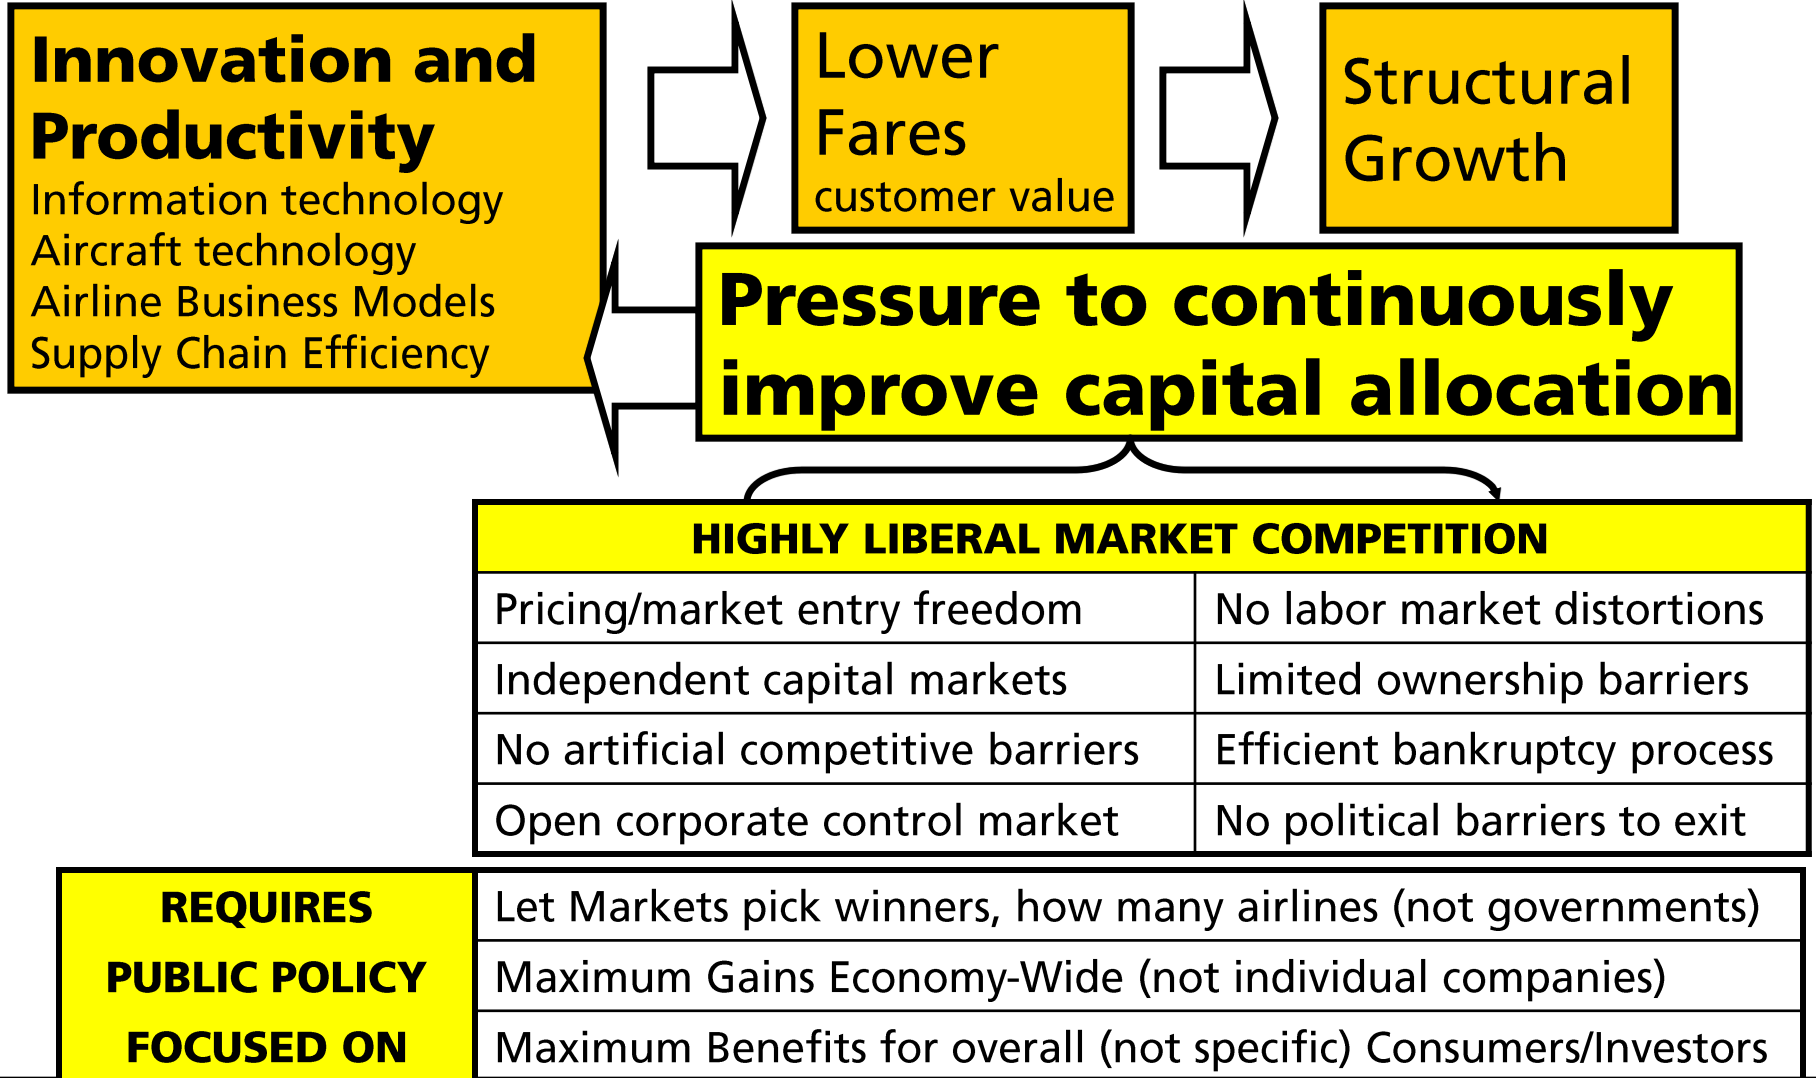 Innovation and
Productivity
Information technology
Aircraft technology
Airline Business Models
Supply Chain Efficiency
Lower
Fares
customer value
Structural
Growth
Pressure to continuously
improve capital allocation
HIGHLY LIBERAL MARKET COMPETITION
Pricing/market entry freedom
No labor market distortions
Independent capital markets
Limited ownership barriers
No artificial competitive barriers
Efficient bankruptcy process
Open corporate control market
No political barriers to exit
REQUIRES
PUBLIC POLICY
FOCUSED ON
Let Markets pick winners, how many airlines (not governments)
Maximum Gains Economy-Wide (not individual companies)
Maximum Benefits for overall (not specific) Consumers/Investors